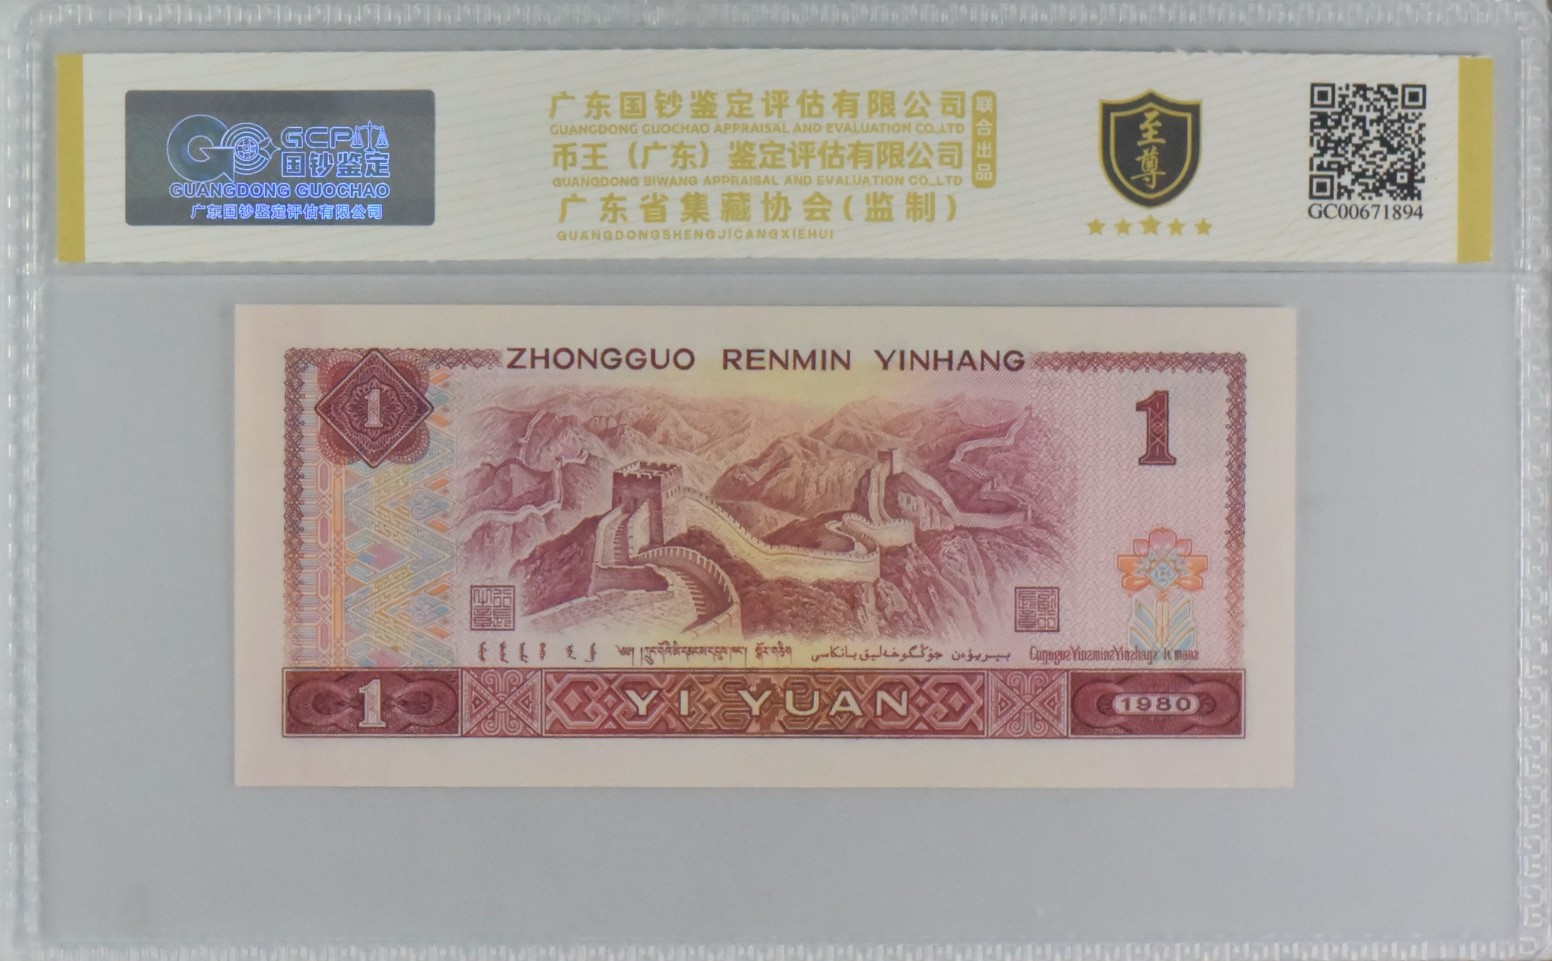 GCP
国钞鉴定
GUANGDONG GUOCHAO
广东国钞鉴定评估有限公司
广东国钞鉴定评估有限公司
GUANGDONG GUOCHAO APPRAISAL AND EVALUATION CO.,LTD
币王（广东）鉴定评估有限公司
GUANGDONG BIWANG APPRAISAL AND EVALUATION CO.,LTD
广东省集藏协会(监制)
GUANGDONGSHENGJICANGXIEHUI
联合出品
至尊
GC00671894
ZHONGGUO RENMIN YINHANG
1
1
1
YI YUAN
1980